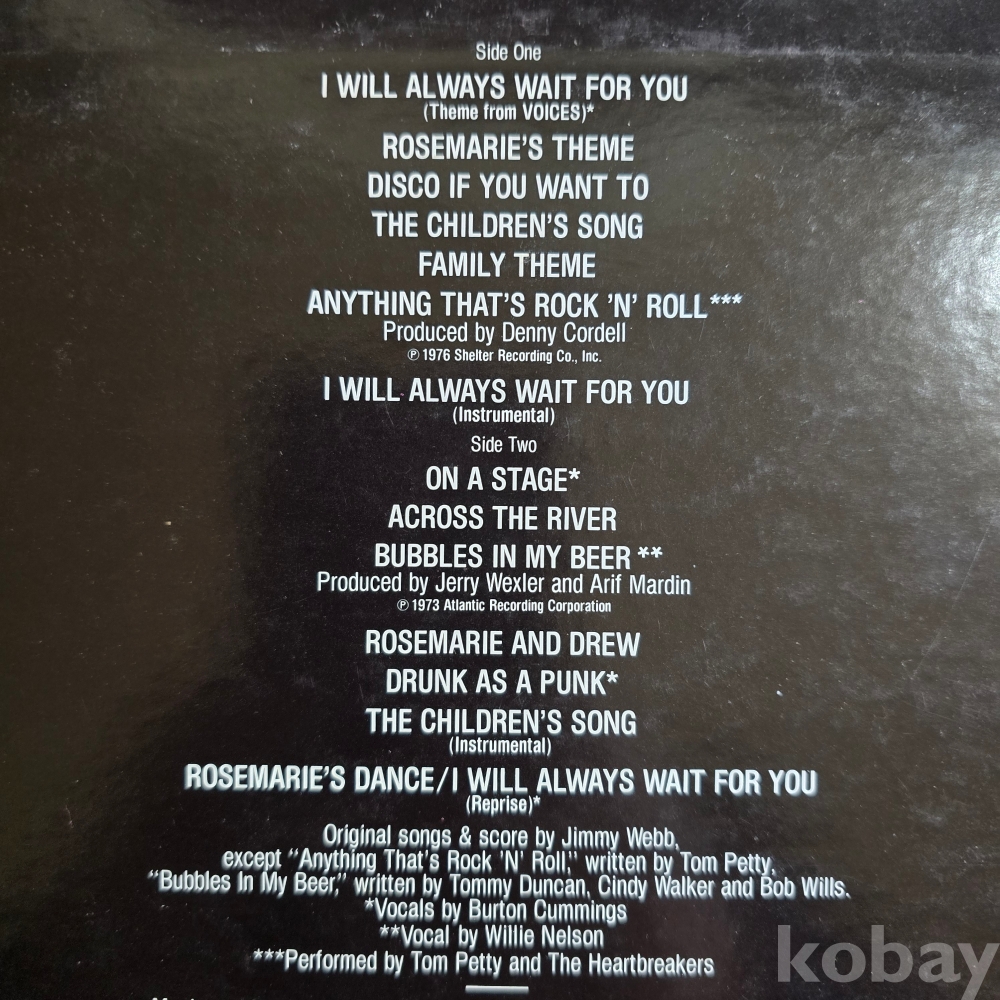 Side One
I WILL ALWAYS WAIT FOR YOU
(Theme from VOICES)*
ROSEMARIE'S THEME
DISCO IF YOU WANT TO
THE CHILDREN'S SONG
FAMILY THEME
ANYTHING THAT'S ROCK 'N' ROLL***
Produced by Denny Cordell
℗ 1976 Shelter Recording Co., Inc.
I WILL ALWAYS WAIT FOR YOU
(Instrumental)
Side Two
ON A STAGE*
ACROSS THE RIVER
BUBBLES IN MY BEER**
Produced by Jerry Wexler and Arif Mardin
℗ 1973 Atlantic Recording Corporation
ROSEMARIE AND DREW
DRUNK AS A PUNK*
THE CHILDREN'S SONG
(Instrumental)
ROSEMARIE'S DANCE/I WILL ALWAYS WAIT FOR YOU
(Reprise)*
Original songs & score by Jimmy Webb,
except "Anything That's Rock 'N' Roll," written by Tom Petty,
"Bubbles In My Beer," written by Tommy Duncan, Cindy Walker and Bob Wills.
*Vocals by Burton Cummings
**Vocal by Willie Nelson
***Performed by Tom Petty and The Heartbreakers
kobay